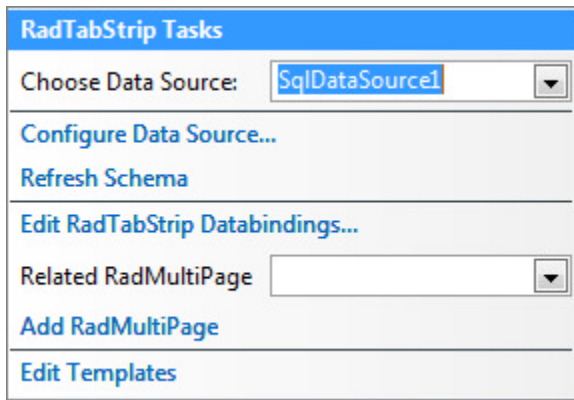 RadTabStrip Tasks
Choose Data Source: SqlDataSource1
Configure Data Source...
Refresh Schema
Edit RadTabStrip Databindings...
Related RadMultiPage
Add RadMultiPage
Edit Templates